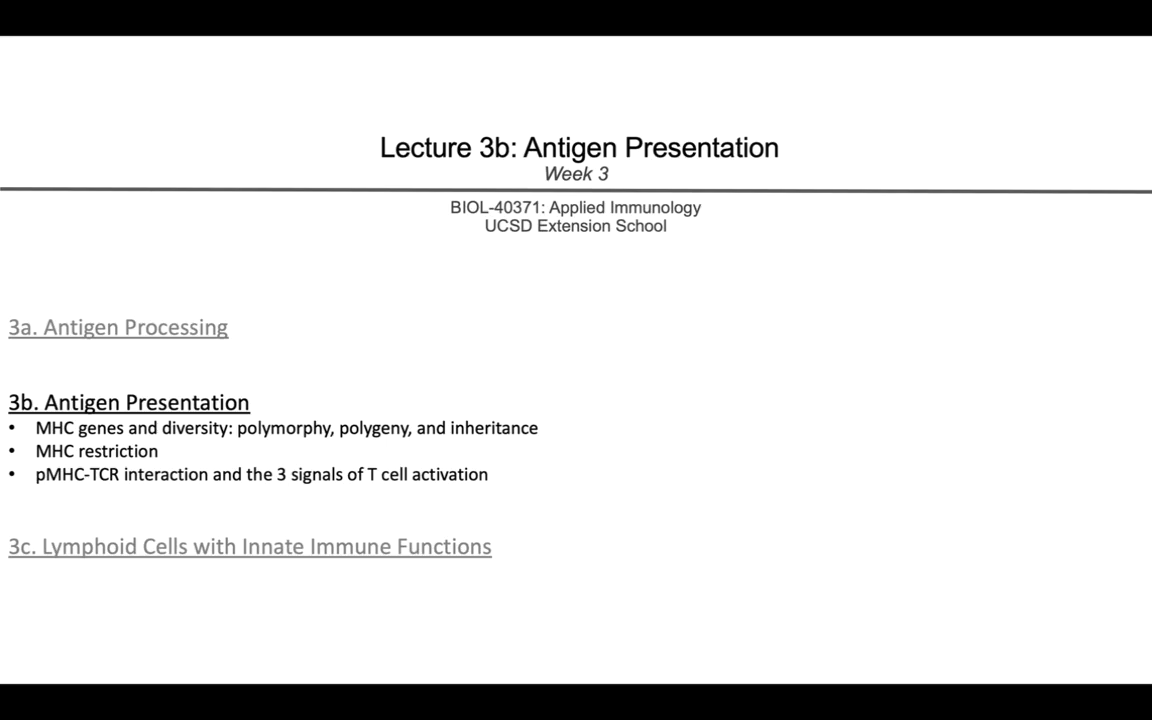 Lecture 3b: Antigen Presentation
Week 3
BIOL-40371: Applied Immunology
UCSD Extension School
3a. Antigen Processing
3b. Antigen Presentation
• MHC genes and diversity: polymorphy, polygeny, and inheritance
• MHC restriction
• pMHC-TCR interaction and the 3 signals of T cell activation
3c. Lymphoid Cells with Innate Immune Functions